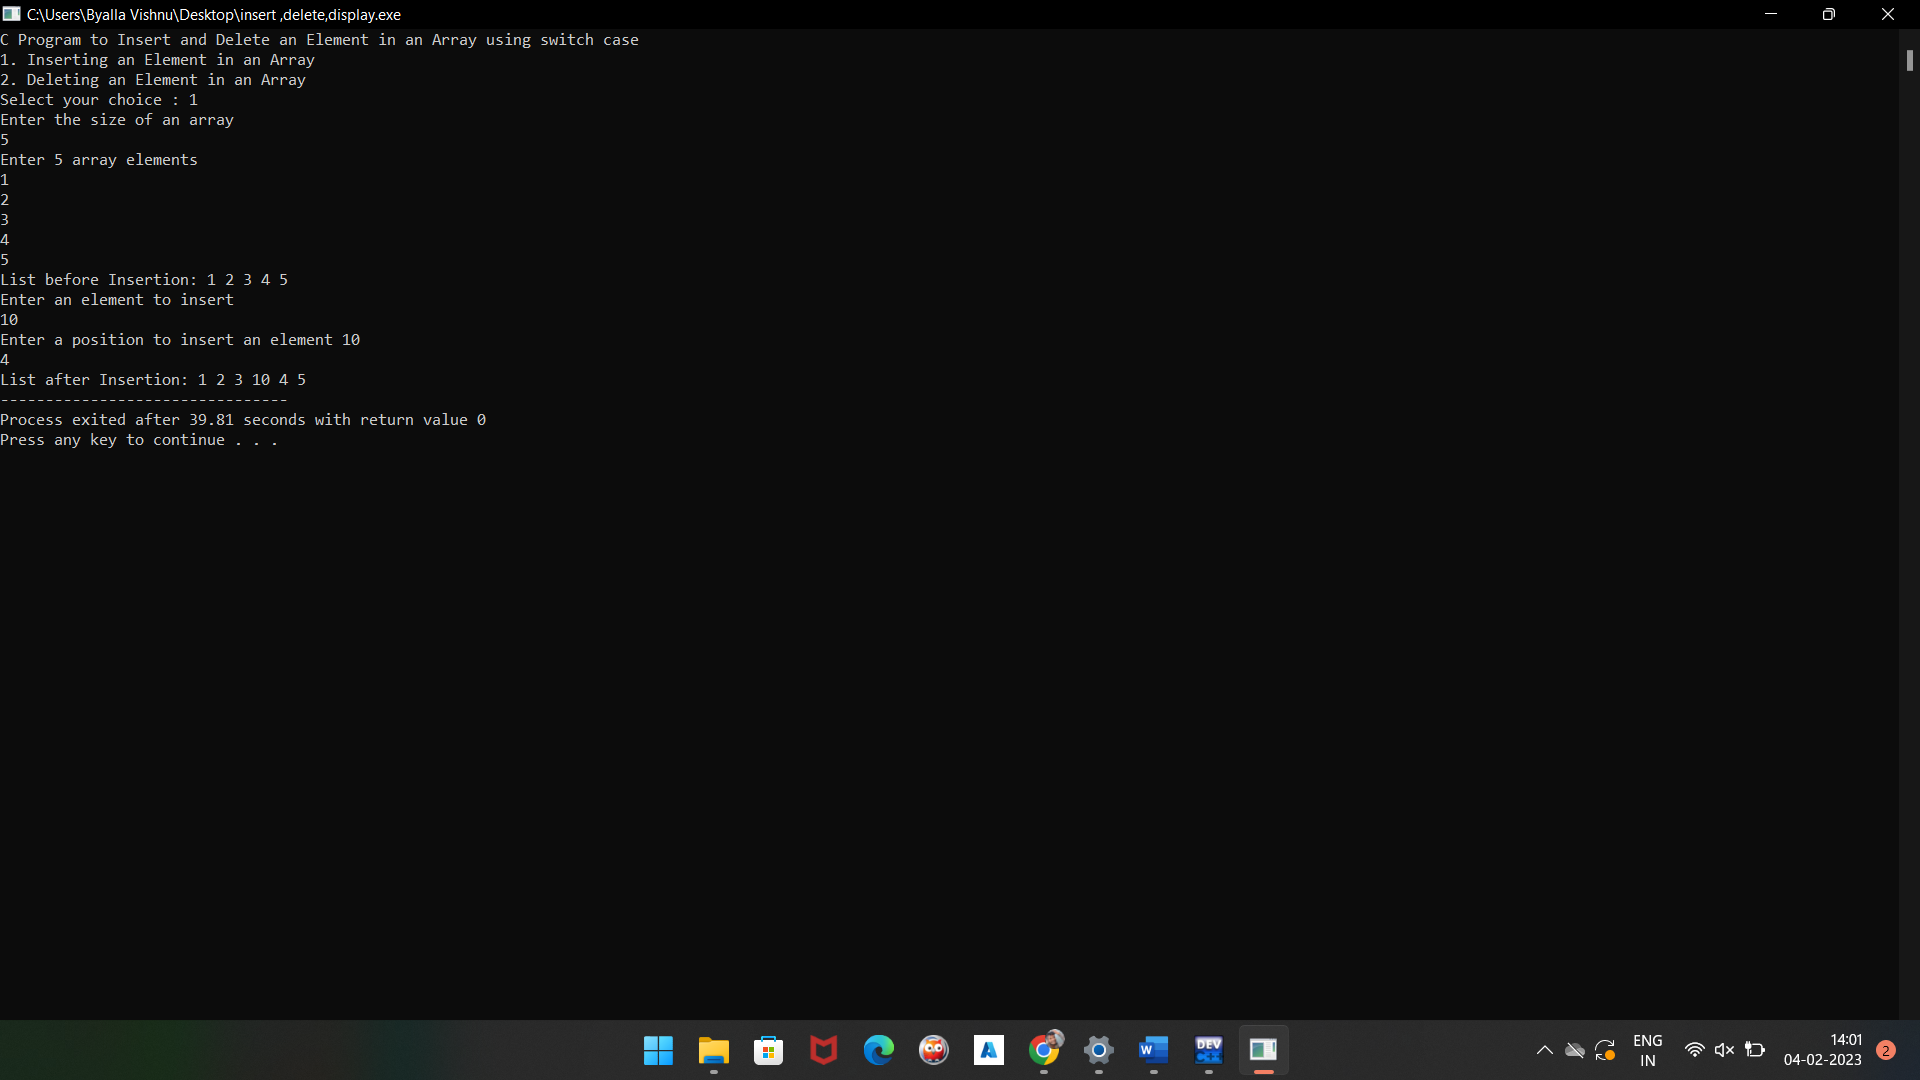 C:\Users\Byalla Vishnu\Desktop\insert ,delete,display.exe
C Program to Insert and Delete an Element in an Array using switch case
1. Inserting an Element in an Array
2. Deleting an Element in an Array
Select your choice : 1
Enter the size of an array
5
Enter 5 array elements
1
2
3
4
5
List before Insertion: 1 2 3 4 5
Enter an element to insert
10
Enter a position to insert an element 10
4
List after Insertion: 1 2 3 10 4 5
--------------------------------
Process exited after 39.81 seconds with return value 0
Press any key to continue . . .
W
DEV
C++
ENG
IN
14:01
04-02-2023
2